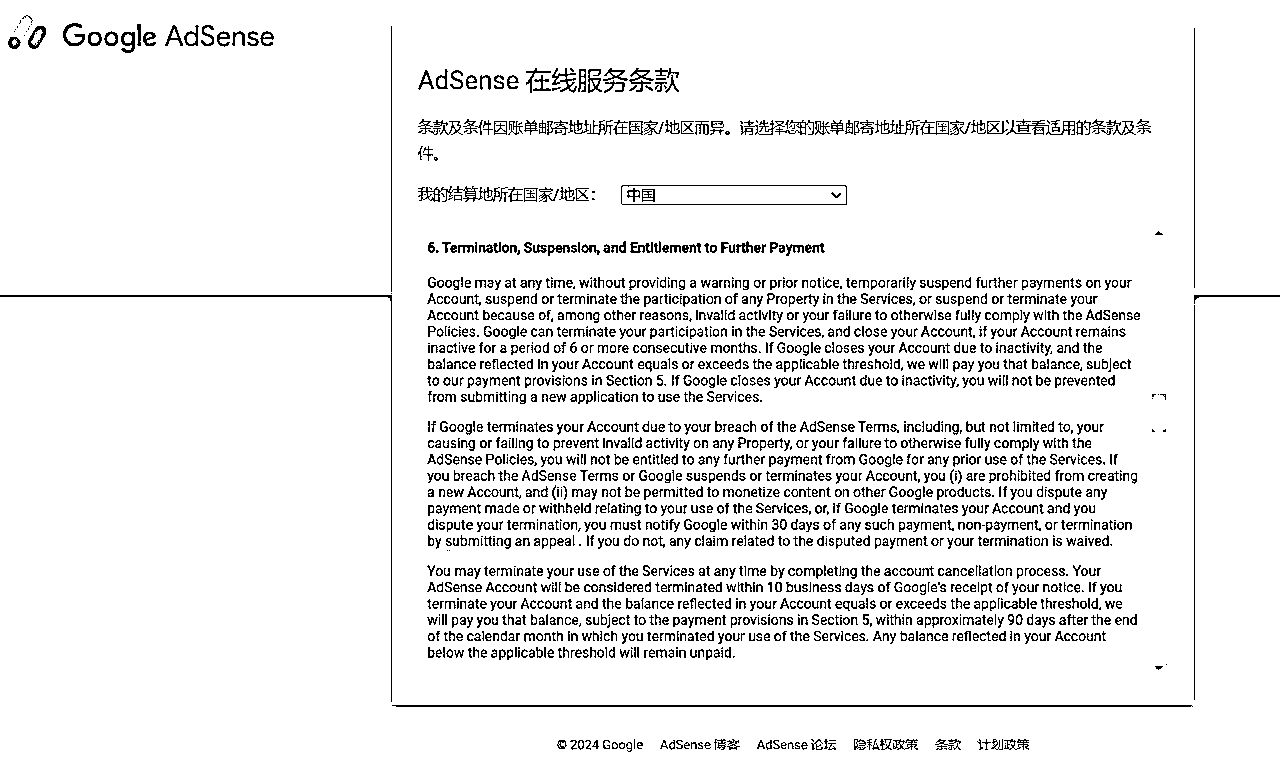 Google AdSense
AdSense 在线服务条款
条款及条件因账单邮寄地址所在国家/地区而异。请选择您的账单邮寄地址所在国家/地区以查看适用的条款及条
件。
我的结算地所在国家/地区： 中国
6. Termination, Suspension, and Entitlement to Further Payment
Google may at any time, without providing a warning or prior notice, temporarily suspend further payments on your
Account, suspend or terminate the participation of any Property in the Services, or suspend or terminate your
Account because of, among other reasons, invalid activity or your failure to otherwise fully comply with the AdSense
Policies. Google can terminate your participation in the Services, and close your Account, if your Account remains
inactive for a period of 6 or more consecutive months. If Google closes your Account due to inactivity, and the
balance reflected in your Account equals or exceeds the applicable threshold, we will pay you that balance, subject
to our payment provisions in Section 5. If Google closes your Account due to inactivity, you will not be prevented
from submitting a new application to use the Services.
If Google terminates your Account due to your breach of the AdSense Terms, including, but not limited to, your
causing or failing to prevent invalid activity on any Property, or your failure to otherwise fully comply with the
AdSense Policies, you will not be entitled to any further payment from Google for any prior use of the Services. If
you breach the AdSense Terms or Google suspends or terminates your Account, you (i) are prohibited from creating
a new Account, and (ii) may not be permitted to monetize content on other Google products. If you dispute any
payment made or withheld relating to your use of the Services, or, if Google terminates your Account and you
dispute your termination, you must notify Google within 30 days of any such payment, non-payment, or termination
by submitting an appeal . If you do not, any claim related to the disputed payment or your termination is waived.
You may terminate your use of the Services at any time by completing the account cancellation process. Your
AdSense Account will be considered terminated within 10 business days of Google's receipt of your notice. If you
terminate your Account and the balance reflected in your Account equals or exceeds the applicable threshold, we
will pay you that balance, subject to the payment provisions in Section 5, within approximately 90 days after the end
of the calendar month in which you terminated your use of the Services. Any balance reflected in your Account
below the applicable threshold will remain unpaid.
© 2024 Google AdSense 博客 AdSense 论坛 隐私权政策 条款 计划政策